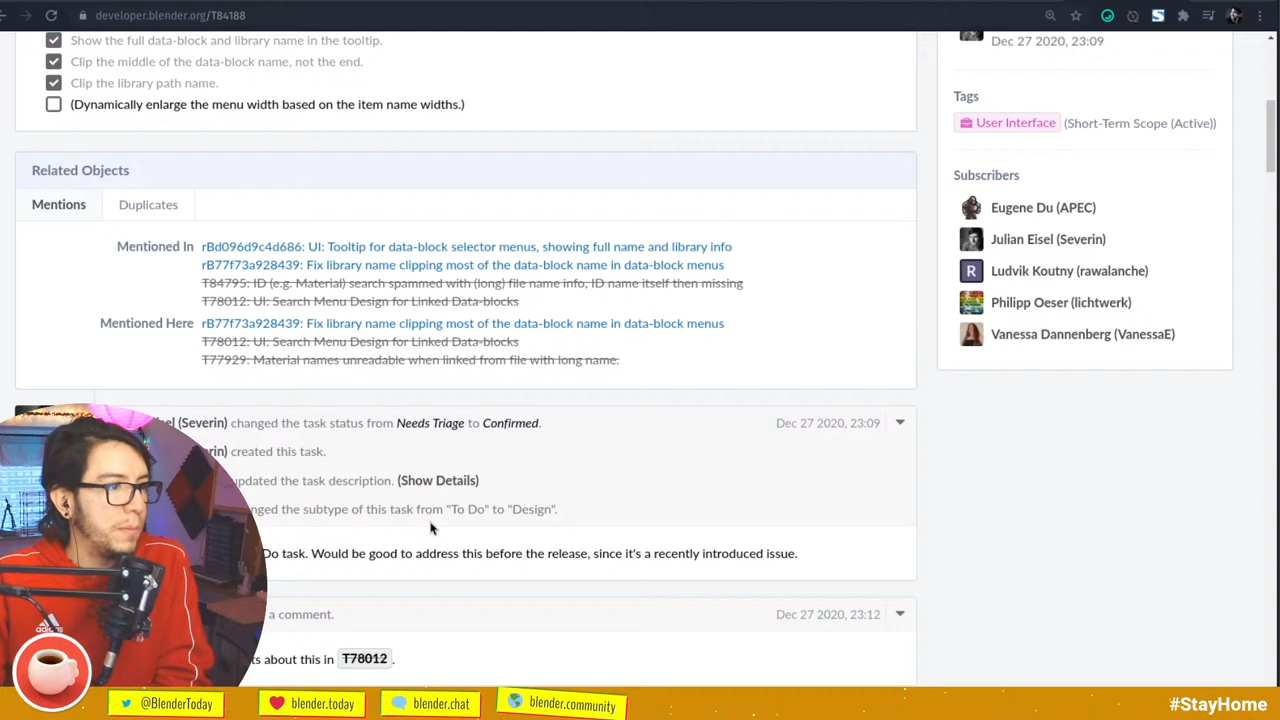 developer.blender.org/T84188
Show the full data-block and library name in the tooltip.
Clip the middle of the data-block name, not the end.
Clip the library path name.
(Dynamically enlarge the menu width based on the item name widths.)
Dec 27 2020, 23:09
Tags
User Interface (Short-Term Scope (Active))
Subscribers
Eugene Du (APEC)
Julian Eisel (Severin)
R Ludvik Koutny (rawalanche)
Philipp Oeser (lichtwerk)
Vanessa Dannenberg (VanessaE)
Related Objects
Mentions Duplicates
Mentioned In rBd096d9c4d686: UI: Tooltip for data-block selector menus, showing full name and library info
rB77f73a928439: Fix library name clipping most of the data-block name in data-block menus
T84795: ID (e.g. Material) search spammed with (long) file name info, ID name itself then missing
T78012: UI: Search Menu Design for Linked Data-blocks
Mentioned Here rB77f73a928439: Fix library name clipping most of the data-block name in data-block menus
T78012: UI: Search Menu Design for Linked Data-blocks
T77929: Material names unreadable when linked from file with long name.
(Severin) changed the task status from Needs Triage to Confirmed. Dec 27 2020, 23:09
created this task.
updated the task description. (Show Details)
the subtype of this task from "To Do" to "Design".
Do task. Would be good to address this before the release, since it's a recently introduced issue.
a comment. Dec 27 2020, 23:12
about this in T78012.
adidas
@BlenderToday blender.today blender.chat blender.community #StayHome